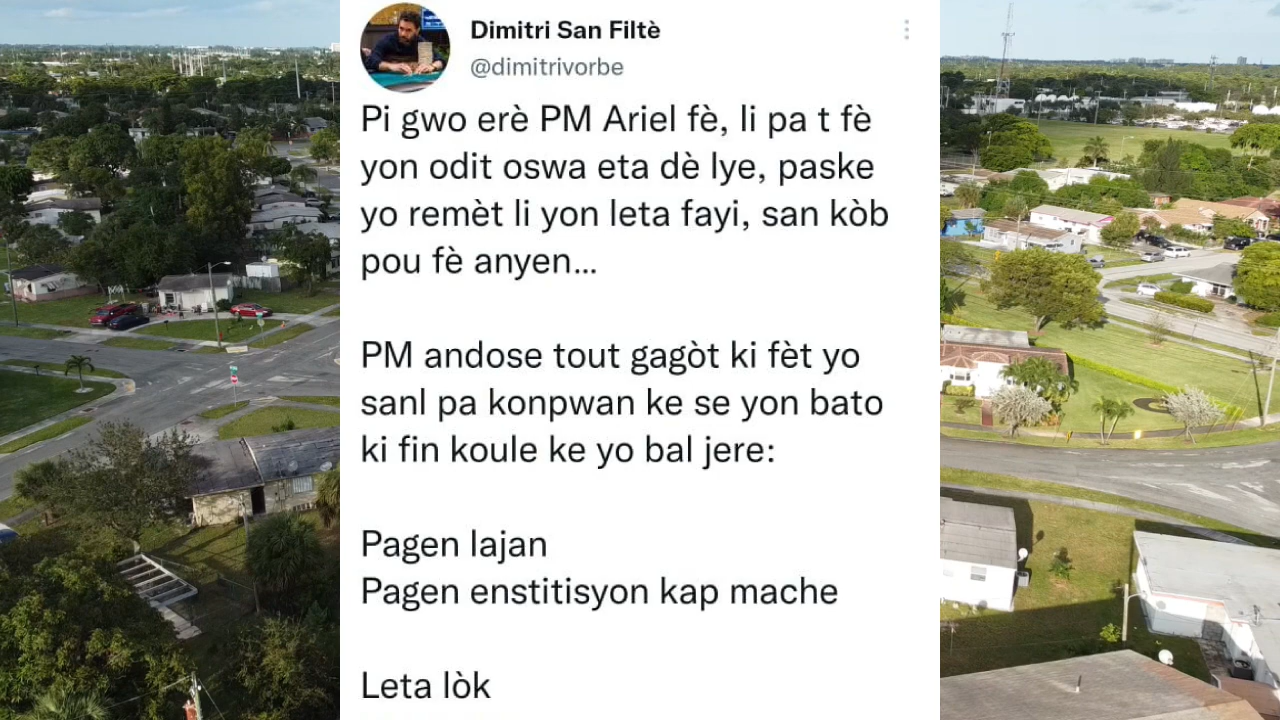 Dimitri San Filtè
@dimitrivorbe
Pi gwo erè PM Ariel fè, li pa t fè
yon odit oswa eta dè lye, paske
yo remèt li yon leta fayi, san kòb
pou fè anyen...
PM andose tout gagòt ki fèt yo
sanl pa konpwan ke se yon bato
ki fin koule ke yo bal jere:
Pagen lajan
Pagen enstitisyon kap mache
Leta lòk